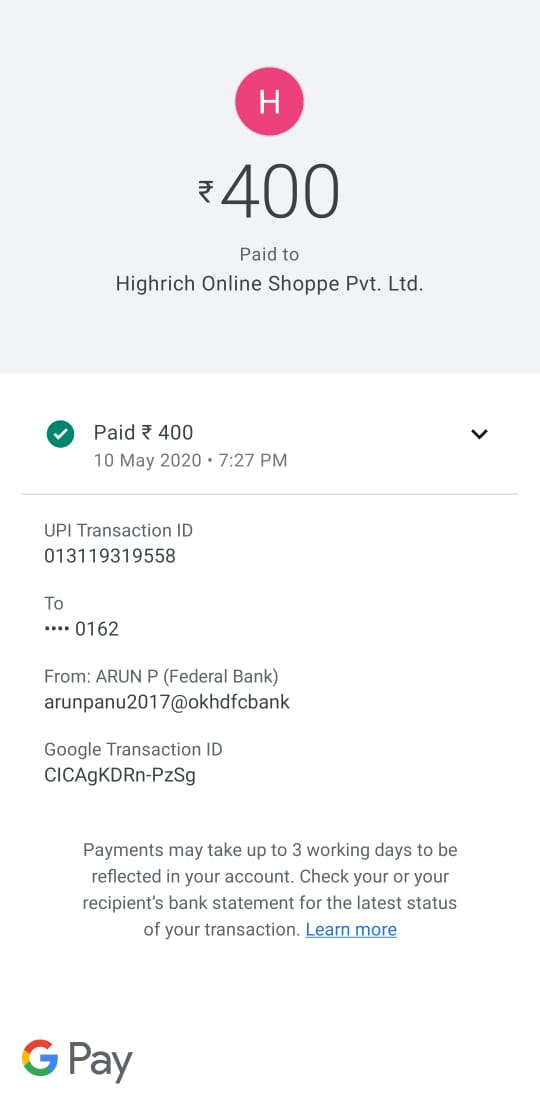 H
₹400
Paid to
Highrich Online Shoppe Pvt. Ltd.
Paid ₹ 400
10 May 2020 • 7:27 PM
UPI Transaction ID
013119319558
To
•••• 0162
From: ARUN P (Federal Bank)
arunpanu2017@okhdfcbank
Google Transaction ID
CICAgKDRn-PzSg
Payments may take up to 3 working days to be
reflected in your account. Check your or your
recipient’s bank statement for the latest status
of your transaction. Learn more
G Pay